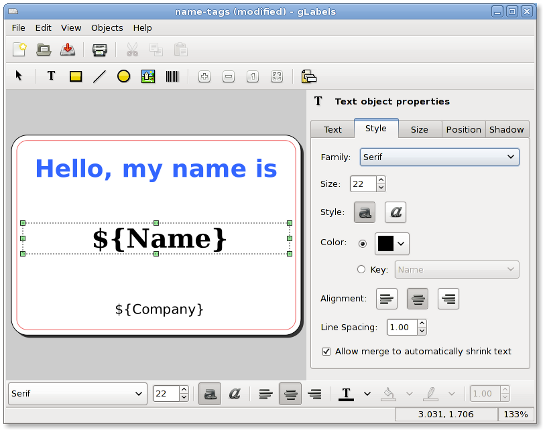 name-tags (modified) - gLabels
File Edit View Objects Help
T
T Text object properties
Text Style Size Position Shadow
Hello, my name is
${Name}
${Company}
Family: Serif
Size: 22
Style: a a
Color:
Key: Name
Alignment:
Line Spacing: 1.00
Allow merge to automatically shrink text
Serif 22 a a T 1.00
3.031, 1.706 133%